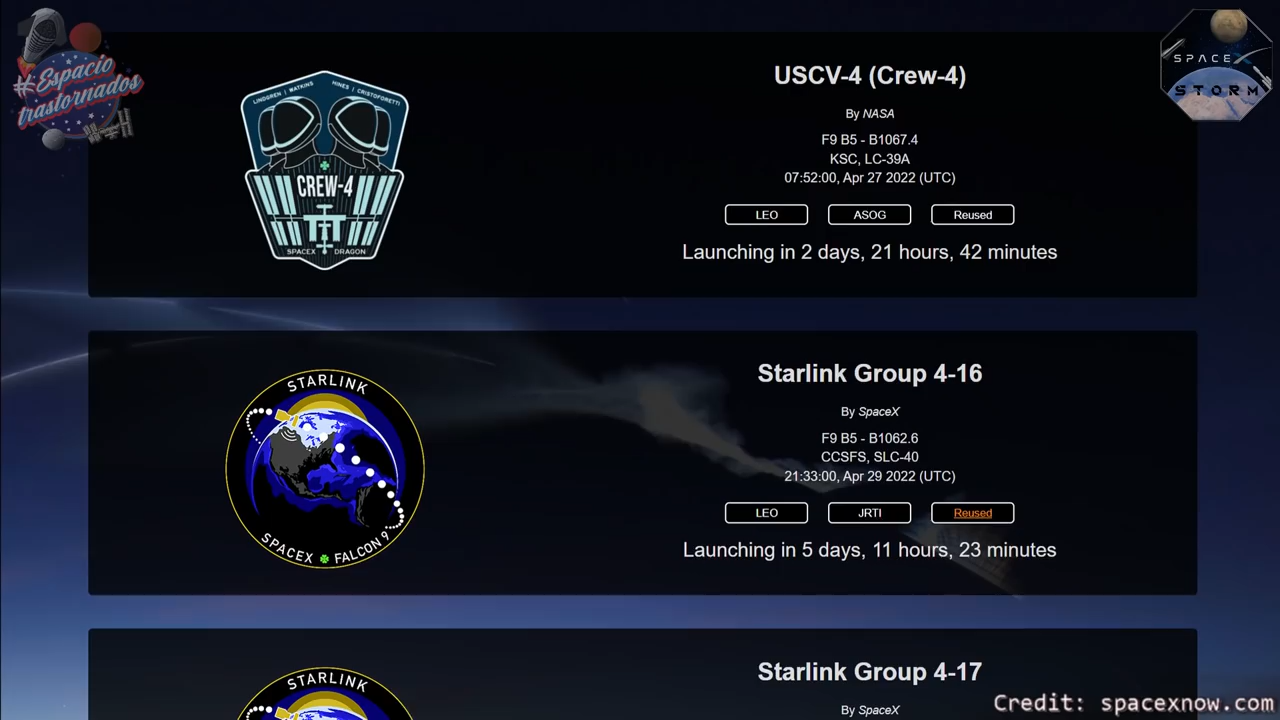 #Espacio
trastornados
SPACEX
STORM
LINDGREN | WATKINS
HINES | CRISTOFORETTI
CREW-4
SPACEX DRAGON
USCV-4 (Crew-4)
By NASA
F9 B5 - B1067.4
KSC, LC-39A
07:52:00, Apr 27 2022 (UTC)
LEO ASOG Reused
Launching in 2 days, 21 hours, 42 minutes
STARLINK
SPACEX FALCON 9
Starlink Group 4-16
By SpaceX
F9 B5 - B1062.6
CCSFS, SLC-40
21:33:00, Apr 29 2022 (UTC)
LEO JRTI Reused
Launching in 5 days, 11 hours, 23 minutes
STARLINK
Starlink Group 4-17
By SpaceX
Credit: spacexnow.com